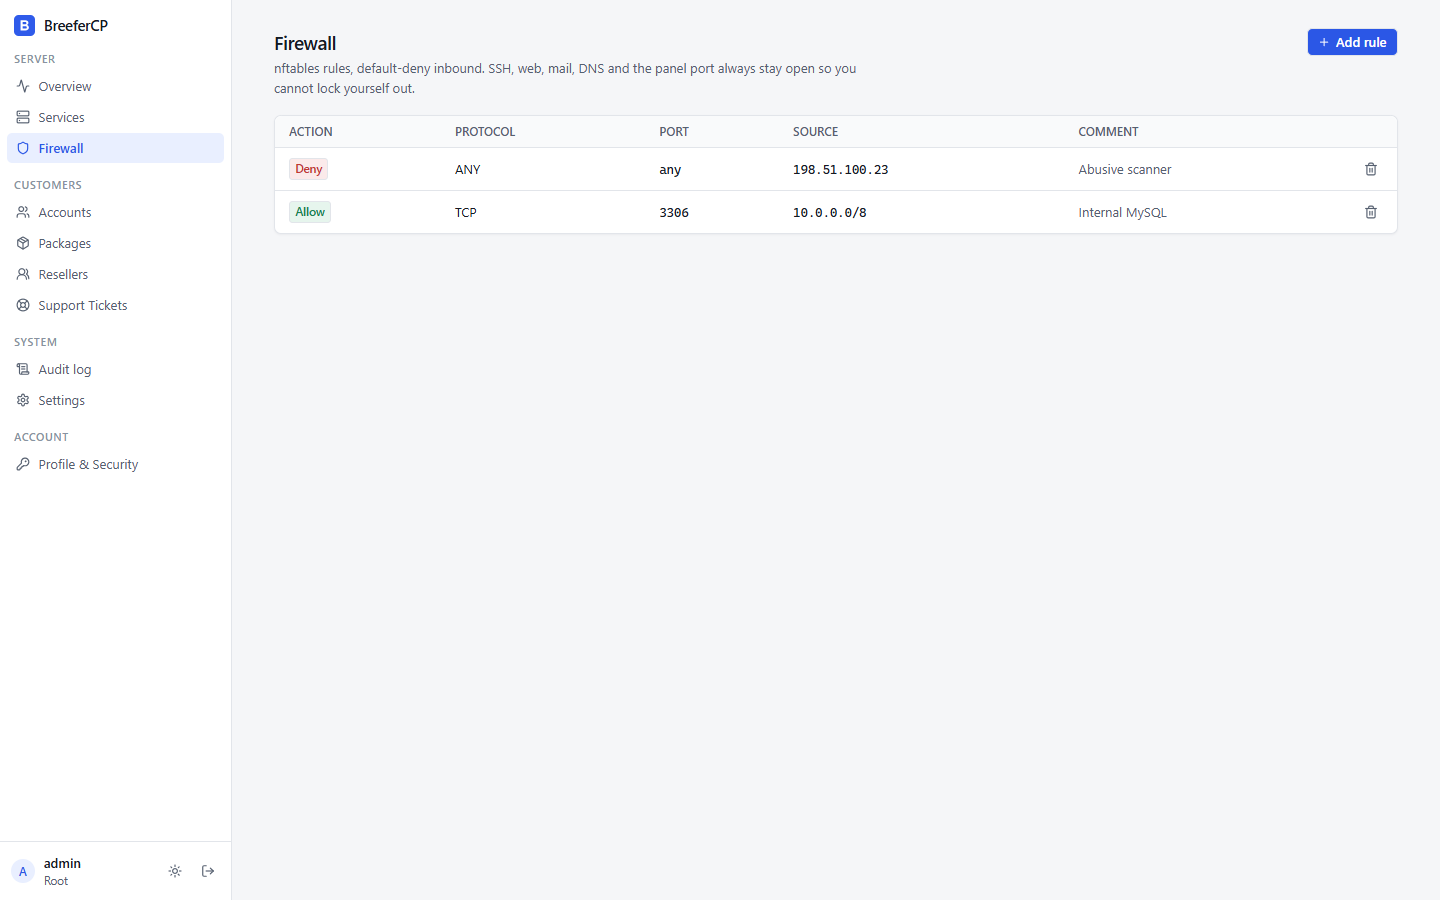 B BreeferCP
SERVER
Overview
Services
Firewall
CUSTOMERS
Accounts
Packages
Resellers
Support Tickets
SYSTEM
Audit log
Settings
ACCOUNT
Profile & Security
A admin
Root
Firewall
nftables rules, default-deny inbound. SSH, web, mail, DNS and the panel port always stay open so you
cannot lock yourself out.
+ Add rule
ACTION PROTOCOL PORT SOURCE COMMENT
Deny ANY any 198.51.100.23 Abusive scanner
Allow TCP 3306 10.0.0.0/8 Internal MySQL